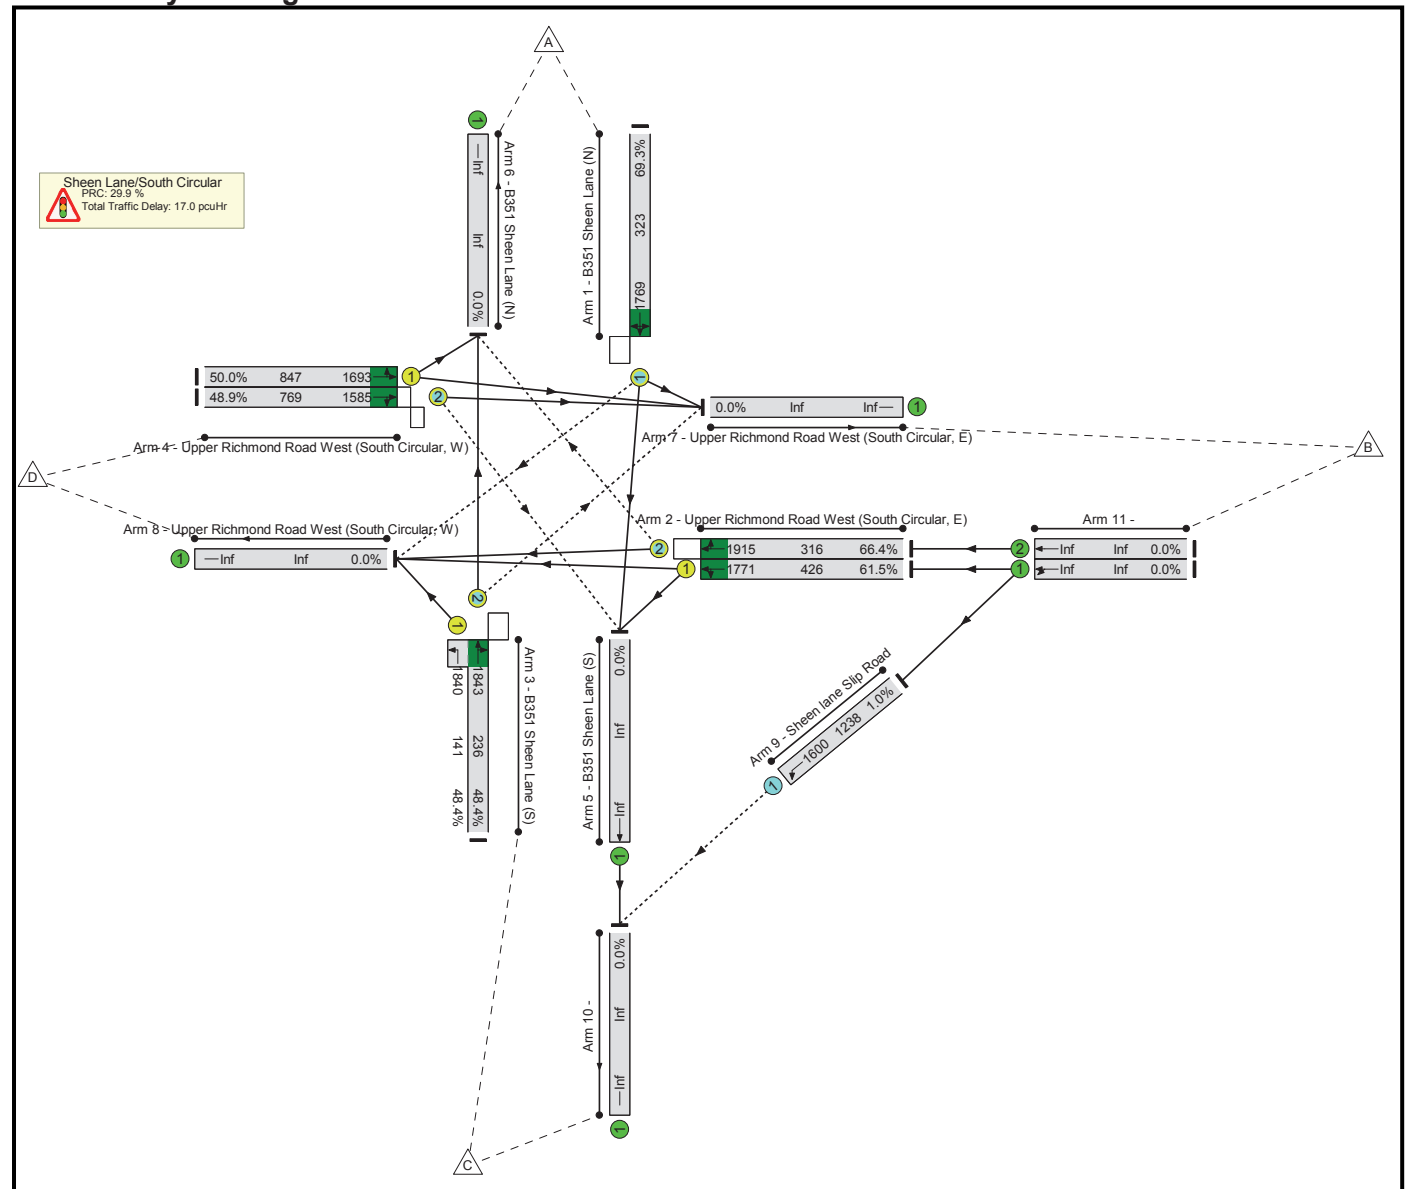 A
Sheen Lane/South Circular
PRC: 29.9 %
Total Traffic Delay: 17.0 pcuHr
1
Inf
Inf
0.0%
Arm 6 - B351 Sheen Lane (N)
Arm 1 - B351 Sheen Lane (N)
69.3%
323
1769
1
50.0% 847 1693
48.9% 769 1585
1
2
Arm 4 - Upper Richmond Road West (South Circular, W)
0.0% Inf Inf
1
Arm 7 - Upper Richmond Road West (South Circular, E)
B
D
Arm 8 - Upper Richmond Road West (South Circular, W)
1
Inf Inf 0.0%
Arm 2 - Upper Richmond Road West (South Circular, E)
2
1915 316 66.4%
1
1771 426 61.5%
Arm 11 -
2
Inf Inf 0.0%
1
Inf Inf 0.0%
2
1
1840
141
48.4%
1843
236
48.4%
Arm 3 - B351 Sheen Lane (S)
Arm 5 - B351 Sheen Lane (S)
0.0%
Inf
Inf
1
Arm 9 - Sheen lane Slip Road
1600 1238 1.0%
1
Arm 10 -
0.0%
Inf
Inf
1
C